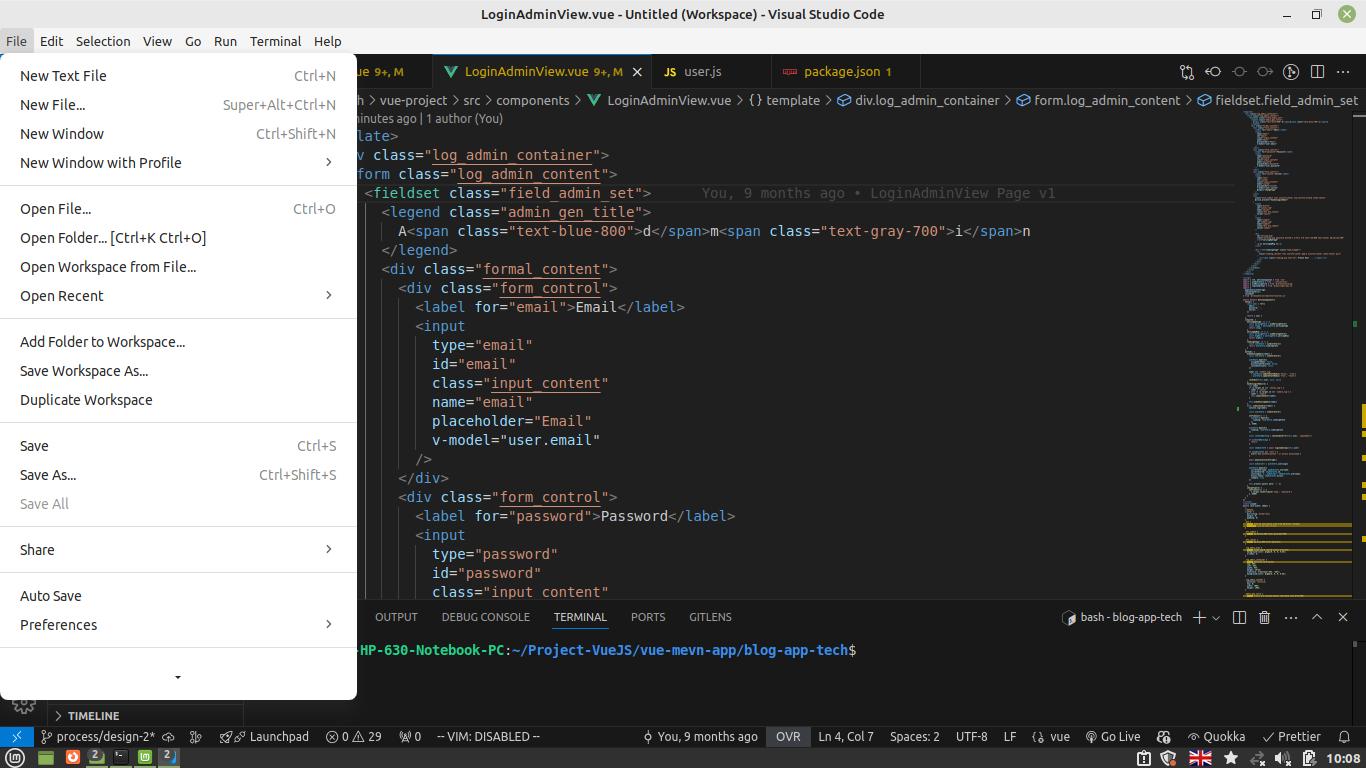 LoginAdminView.vue - Untitled (Workspace) - Visual Studio Code
File Edit Selection View Go Run Terminal Help
New Text File Ctrl+N
New File... Super+Alt+Ctrl+N
New Window Ctrl+Shift+N
New Window with Profile
Open File... Ctrl+O
Open Folder... [Ctrl+K Ctrl+O]
Open Workspace from File...
Open Recent
Add Folder to Workspace...
Save Workspace As...
Duplicate Workspace
Save Ctrl+S
Save As... Ctrl+Shift+S
Save All
Share
Auto Save
Preferences
ue 9+, M LoginAdminView.vue 9+, M JS user.js package.json 1
h > vue-project > src > components > LoginAdminView.vue > {} template > div.log_admin_container > form.log_admin_content > fieldset.field_admin_set
inutes ago | 1 author (You)
late>
v class="log_admin_container">
form class="log_admin_content">
<fieldset class="field_admin_set"> You, 9 months ago • LoginAdminView Page v1
<legend class="admin_gen_title">
A<span class="text-blue-800">d</span>m<span class="text-gray-700">i</span>n
</legend>
<div class="formal_content">
<div class="form_control">
<label for="email">Email</label>
<input
type="email"
id="email"
class="input_content"
name="email"
placeholder="Email"
v-model="user.email"
/>
</div>
<div class="form_control">
<label for="password">Password</label>
<input
type="password"
id="password"
class="input_content"
OUTPUT DEBUG CONSOLE TERMINAL PORTS GITLENS
bash - blog-app-tech
-HP-630-Notebook-PC:~/Project-VueJS/vue-mevn-app/blog-app-tech$
TIMELINE
process/design-2* Launchpad 0 29 0 -- VIM: DISABLED -- You, 9 months ago OVR Ln 4, Col 7 Spaces: 2 UTF-8 LF {} vue Go Live Quokka Prettier
2 2 10:08